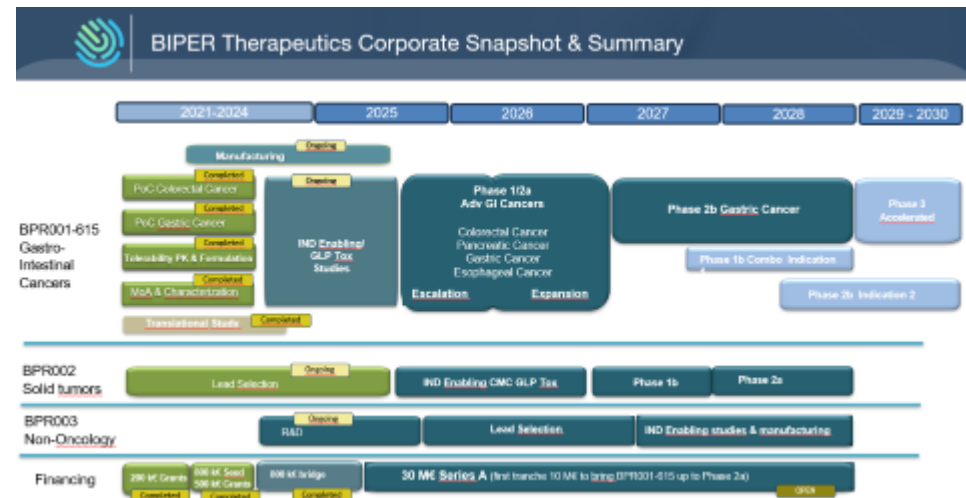 BIPER Therapeutics Corporate Snapshot & Summary
2021-2024
2025
2026
2027
2028
2029 - 2030
Manufacturing
Ongoing
BPR001-615
Gastro-
Intestinal
Cancers
PoC Colorectal Cancer
Completed
PoC Gastric Cancer
Completed
Tolerability PK & Formulation
Completed
MoA & Characterization
Completed
Translational Studs
Completed
Ongoing
IND Enabling/
GLP Tox
Studies
Phase 1/2a
Adv GI Cancers
Colorectal Cancer
Pancreatic Cancer
Gastric Cancer
Esophageal Cancer
Escalation
Expansion
Phase 2b Gastric Cancer
Phase 1b Combo Indication
Phase 2b Indication 2
Phase 3
Accelerated
BPR002
Solid tumors
Lead Selection
Ongoing
IND Enabling CMC GLP Tox
Phase 1b
Phase 2a
BPR003
Non-Oncology
R&D
Ongoing
Lead Selection
IND Enabling studies & manufacturing
Financing
200 k€ Grants
Completed
800 k€ Seed
500 k€ Grants
Completed
800 k€ bridge
Completed
30 M€ Series A (first tranche 10 M€ to bring BPR001-615 up to Phase 2a)
OPEN